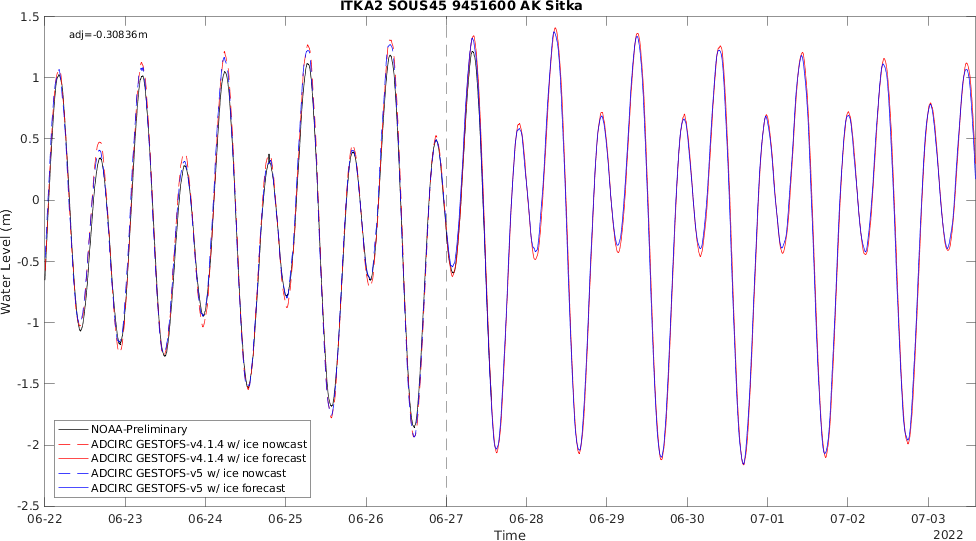 ITKA2 SOUS45 9451600 AK Sitka
adj=-0.30836m
1.5
1
0.5
0
-0.5
-1
-1.5
-2
-2.5
Water Level (m)
NOAA-Preliminary
ADCIRC GESTOFS-v4.1.4 w/ ice nowcast
ADCIRC GESTOFS-v4.1.4 w/ ice forecast
ADCIRC GESTOFS-v5 w/ ice nowcast
ADCIRC GESTOFS-v5 w/ ice forecast
06-22 06-23 06-24 06-25 06-26 06-27 06-28 06-29 06-30 07-01 07-02 07-03
Time
2022